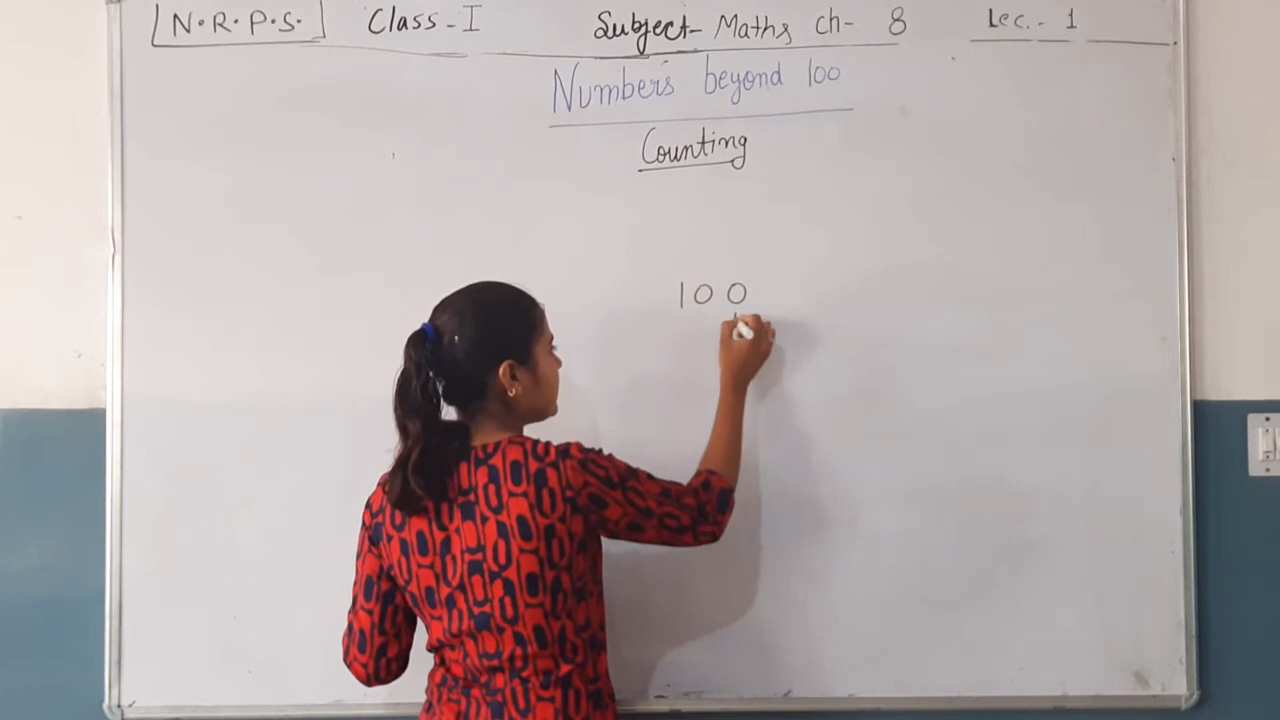 N.R.P.S. Class-I Subject- Maths ch- 8 Lec.- 1
Numbers beyond 100
Counting
100